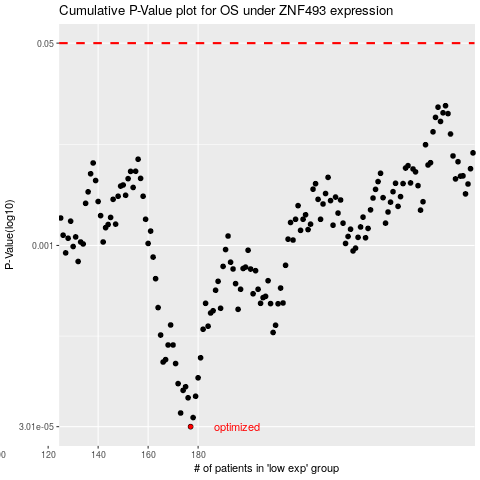 Cumulative P-Value plot for OS under ZNF493 expression
0.05
P-Value(log10)
0.001
3.01e-05
optimized
00 120 140 160 180
# of patients in 'low exp' group